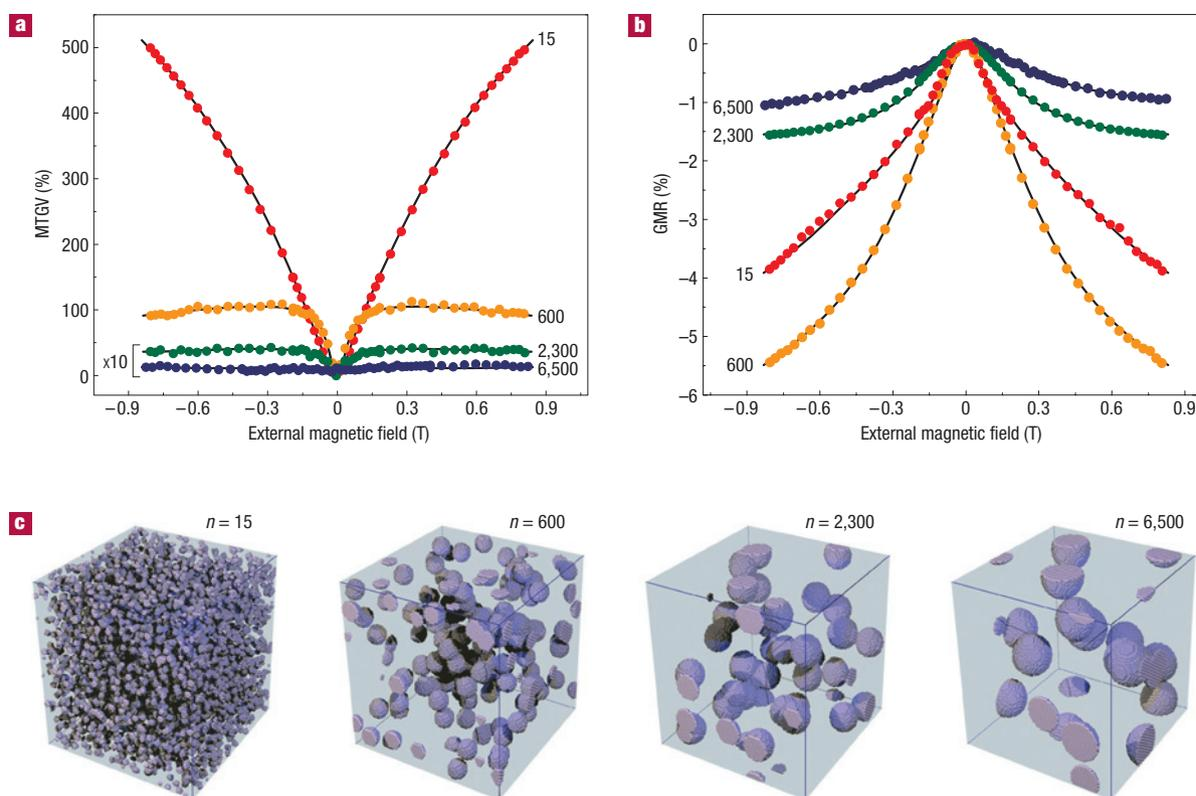 a
500
400
300
200
100
0
MTGV (%)
15
600
2,300
6,500
x10
−0.9
−0.6
−0.3
0
0.3
0.6
0.9
External magnetic field (T)
b
0
−1
−2
−3
−4
−5
−6
GMR (%)
6,500
2,300
15
600
−0.9
−0.6
−0.3
0
0.3
0.6
0.9
External magnetic field (T)
c
n = 15
n = 600
n = 2,300
n = 6,500